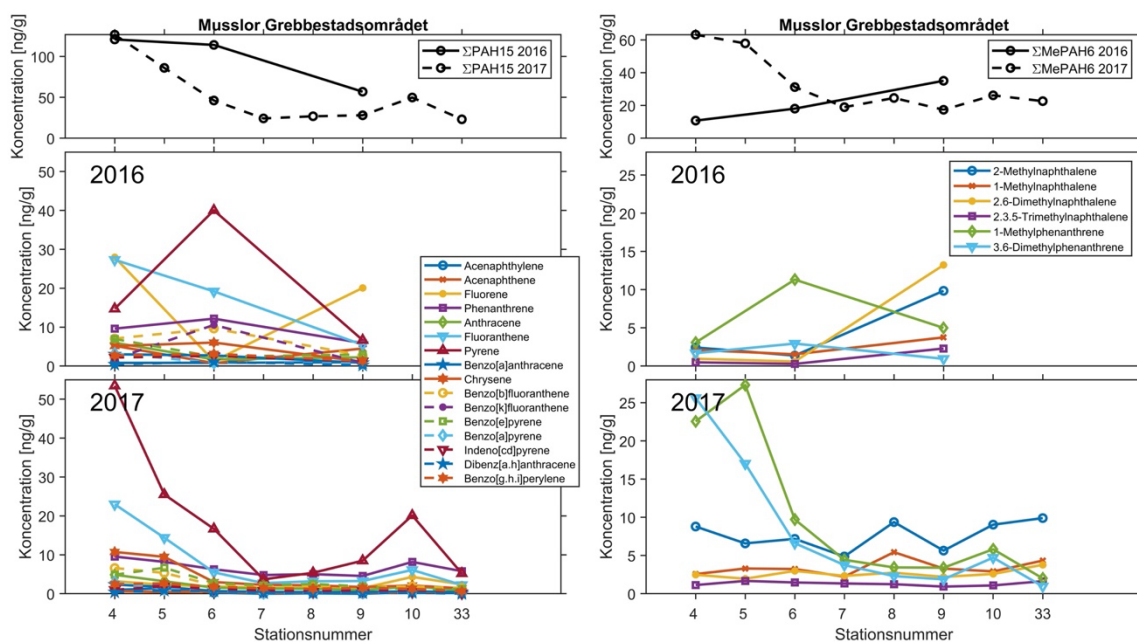 Musslor Grebbestadsområdet
Koncentration [ng/g]
100
50
0
ΣPAH15 2016
ΣPAH15 2017
2016
Koncentration [ng/g]
50
40
30
20
10
0
Acenaphthylene
Acenaphthene
Fluorene
Phenanthrene
Anthracene
Fluoranthene
Pyrene
Benzo[a]anthracene
Chrysene
Benzo[b]fluoranthene
Benzo[k]fluoranthene
Benzo[e]pyrene
Benzo[a]pyrene
Indeno[cd]pyrene
Dibenz[a.h]anthracene
Benzo[g.h.i]perylene
2017
Koncentration [ng/g]
50
40
30
20
10
0
4 5 6 7 8 9 10 33
Stationsnummer
Musslor Grebbestadsområdet
Koncentration [ng/g]
60
40
20
0
ΣMePAH6 2016
ΣMePAH6 2017
2016
Koncentration [ng/g]
25
20
15
10
5
0
2-Methylnaphthalene
1-Methylnaphthalene
2.6-Dimethylnaphthalene
2.3.5-Trimethylnaphthalene
1-Methylphenanthrene
3.6-Dimethylphenanthrene
2017
Koncentration [ng/g]
25
20
15
10
5
0
4 5 6 7 8 9 10 33
Stationsnummer